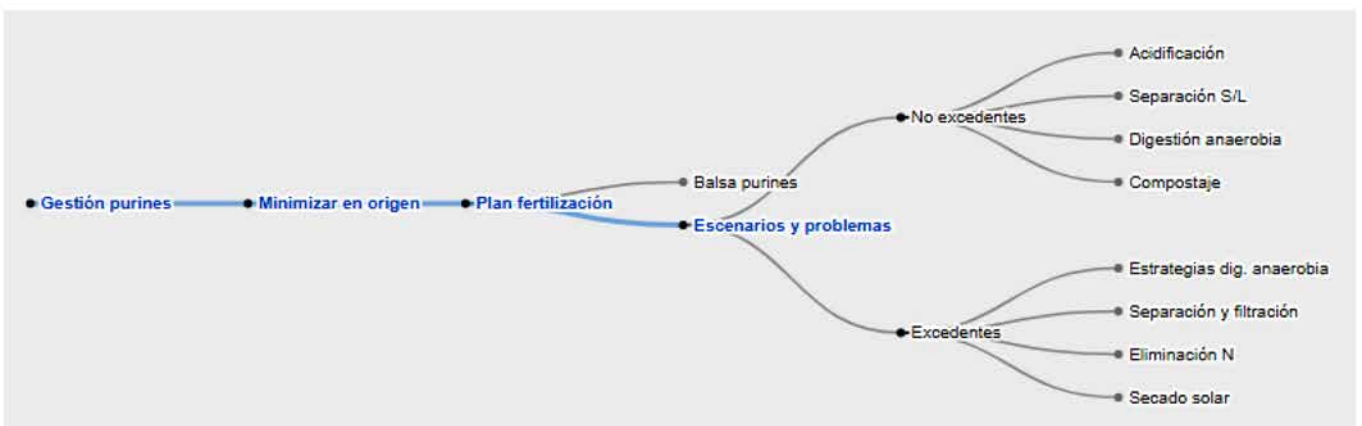 Gestión purines
Minimizar en origen
Plan fertilización
Balsa purines
Escenarios y problemas
No excedentes
Acidificación
Separación S/L
Digestión anaerobia
Compostaje
Excedentes
Estrategias dig. anaerobia
Separación y filtración
Eliminación N
Secado solar